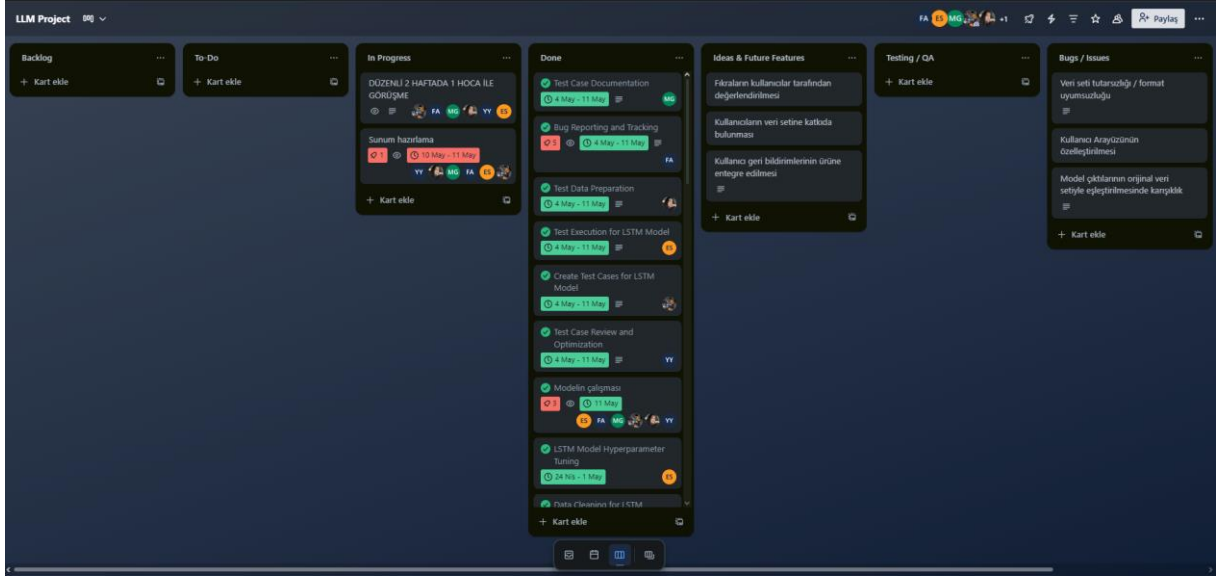 LLM Project
FA ES MG +1 Paylaş
Backlog
+ Kart ekle
To-Do
+ Kart ekle
In Progress
DÜZENLİ 2 HAFTADA 1 HOCA İLE
GÖRÜŞME
FA MG YY ES
Sunum hazırlama
1 10 May - 11 May
YY MG FA ES
+ Kart ekle
Done
Test Case Documentation
4 May - 11 May MG
Bug Reporting and Tracking
5 4 May - 11 May
FA
Test Data Preparation
4 May - 11 May
Test Execution for LSTM Model
4 May - 11 May ES
Create Test Cases for LSTM
Model
4 May - 11 May
Test Case Review and
Optimization
4 May - 11 May YY
Modelin çalışması
3 11 May
ES FA MG YY
LSTM Model Hyperparameter
Tuning
24 Nis - 1 May ES
Data Cleaning for LSTM
+ Kart ekle
Ideas & Future Features
Fıkraların kullanıcılar tarafından
değerlendirilmesi
Kullanıcıların veri setine katkıda
bulunması
Kullanıcı geri bildirimlerinin ürüne
entegre edilmesi
+ Kart ekle
Testing / QA
+ Kart ekle
Bugs / Issues
Veri seti tutarsızlığı / format
uyumsuzluğu
Kullanıcı Arayüzünün
özelleştirilmesi
Model çıktılarının orijinal veri
setiyle eşleştirilmesinde karışıklık
+ Kart ekle